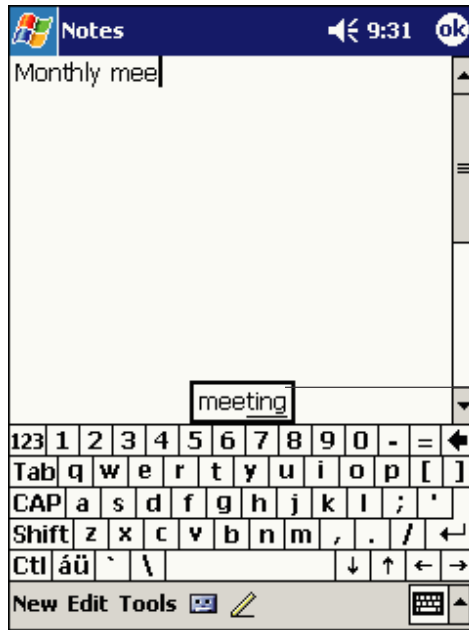 Notes 9:31 ok
Monthly mee
meeting
123 1 2 3 4 5 6 7 8 9 0 - = ←
Tab q w e r t y u i o p [ ]
CAP a s d f g h j k l ; '
Shift z x c v b n m , . / ↵
Ctl áü ` \ ↓ ↑ ← →
New Edit Tools